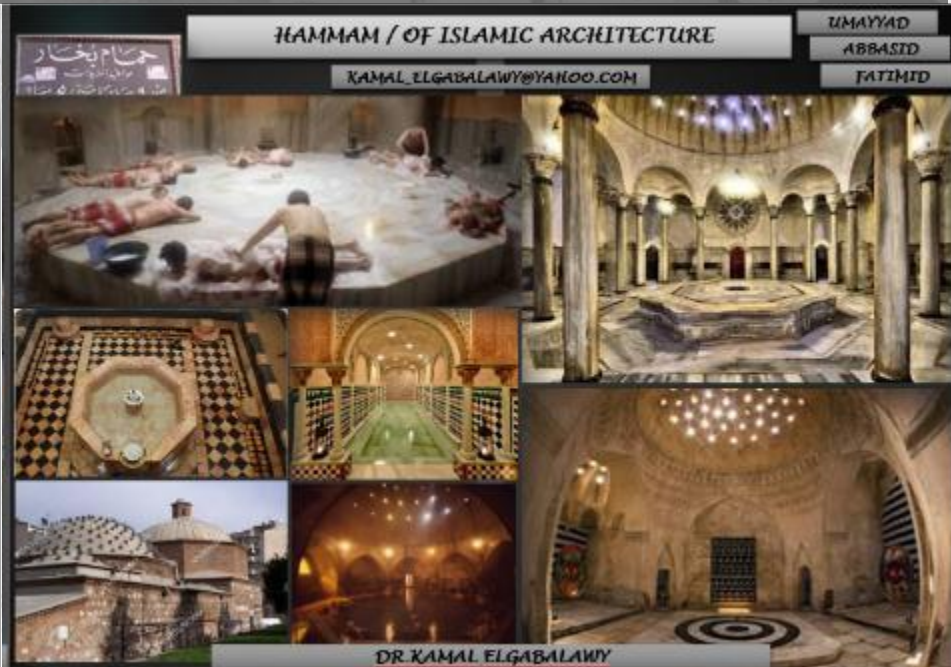 HAMMAM / OF ISLAMIC ARCHITECTURE
UMAYYAD
ABBASID
FATIMID
KAMAL_ELGABALAWY@YAHOO.COM
حمام بخار
DR.KAMAL ELGABALAWY